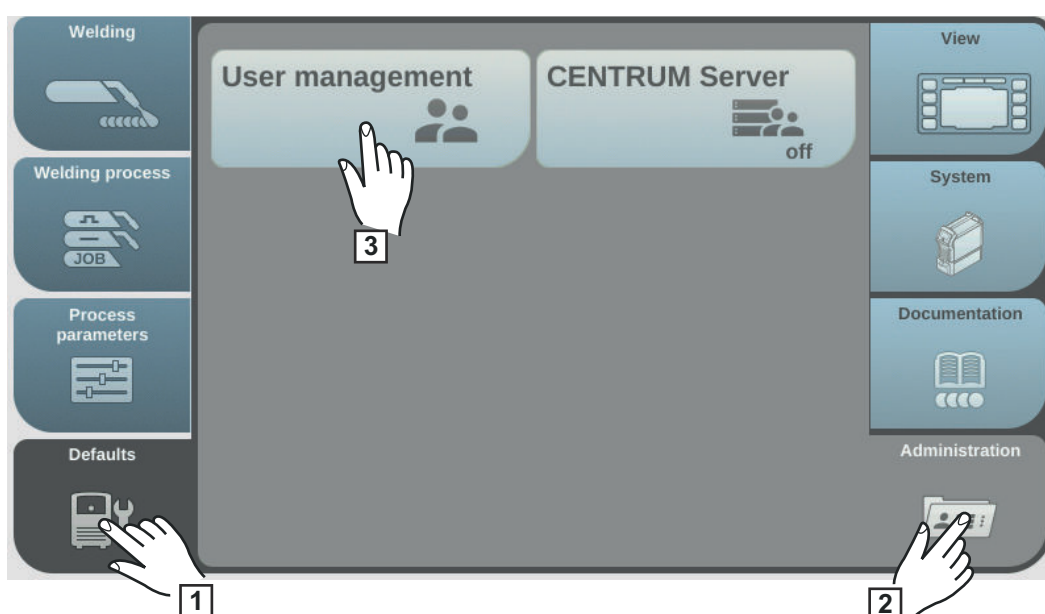 Welding
Welding process
JOB
Process
parameters
Defaults
1
User management
3
CENTRUM Server
off
View
System
Documentation
Administration
2